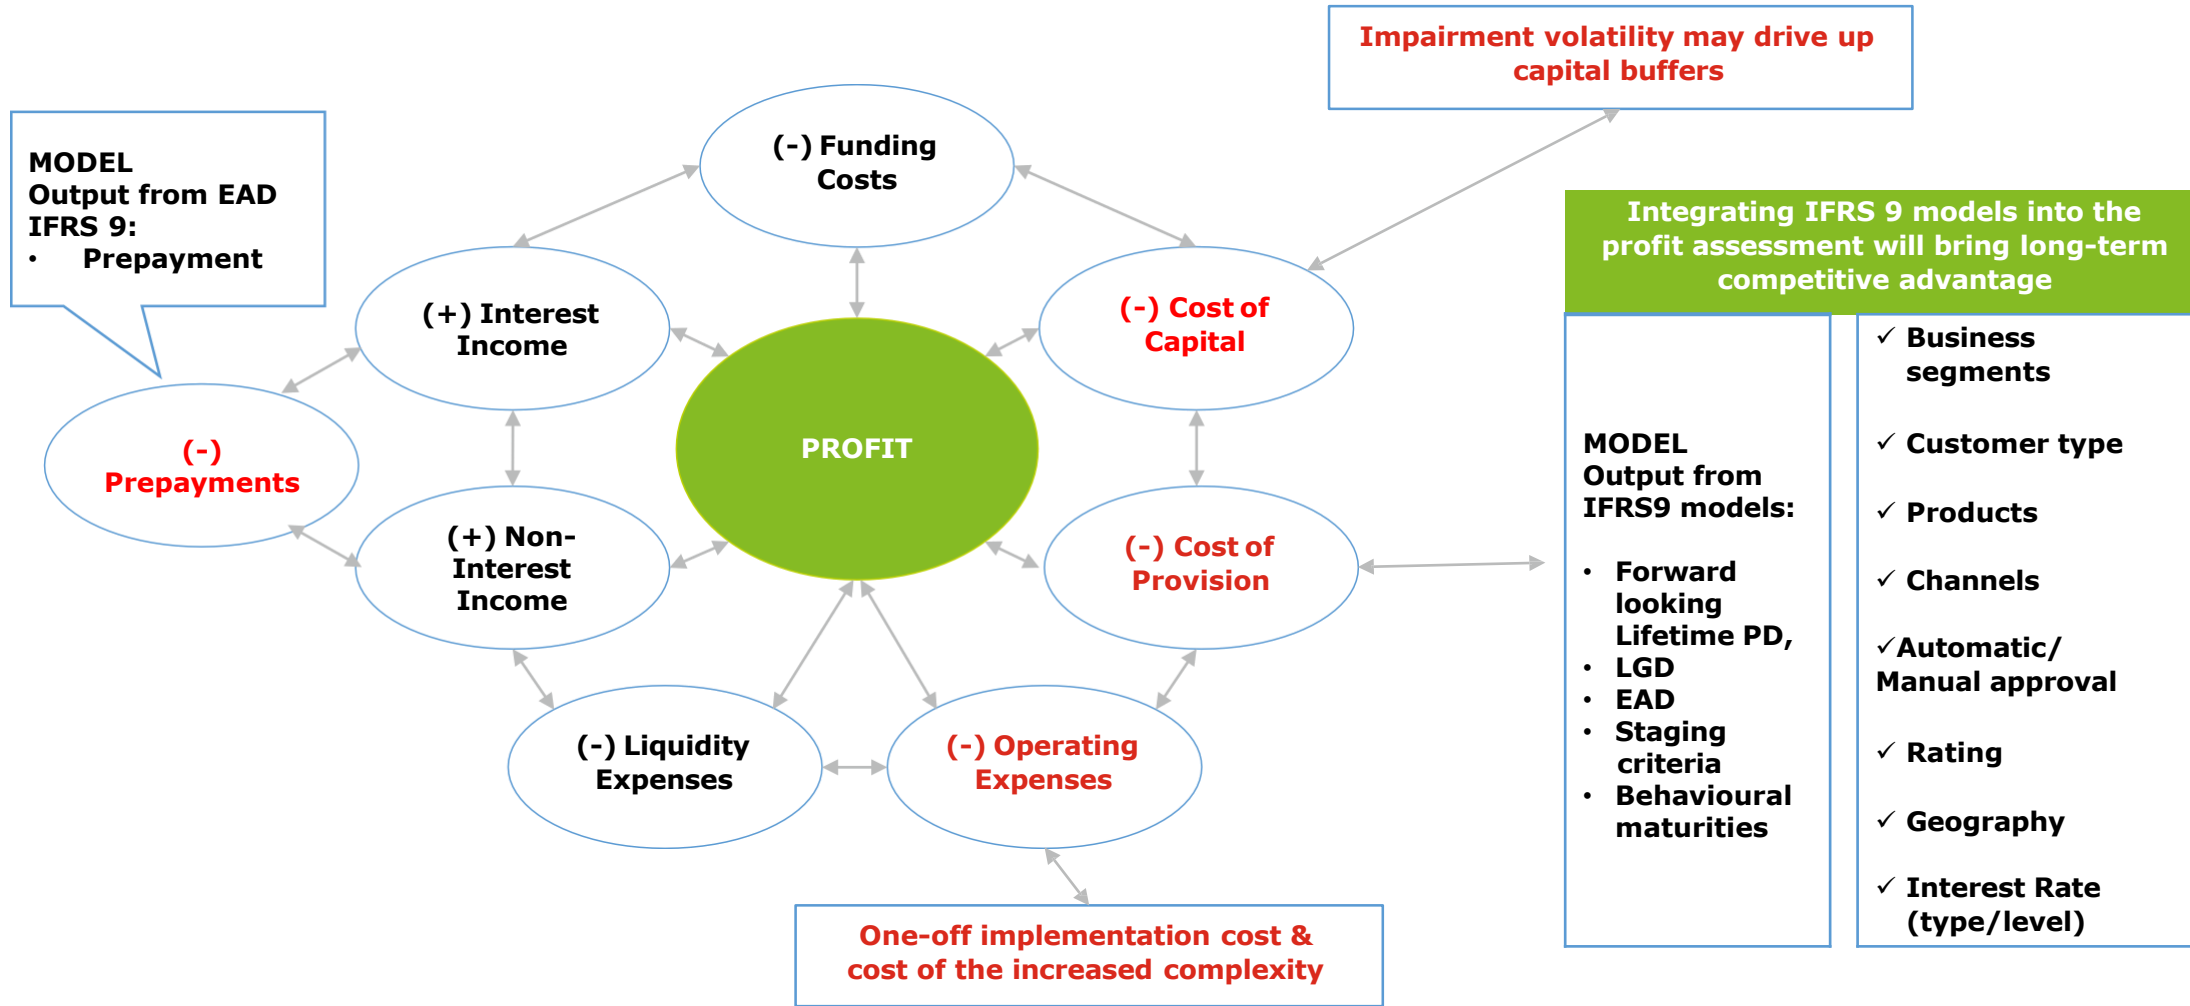 Impairment volatility may drive up
capital buffers
MODEL
Output from EAD
IFRS 9:
• Prepayment
(-) Funding
Costs
(+) Interest
Income
(-) Cost of
Capital
(-)
Prepayments
PROFIT
(+) Non-
Interest
Income
(-) Cost of
Provision
(-) Liquidity
Expenses
(-) Operating
Expenses
One-off implementation cost &
cost of the increased complexity
Integrating IFRS 9 models into the
profit assessment will bring long-term
competitive advantage
MODEL
Output from
IFRS9 models:
• Forward
looking
Lifetime PD,
• LGD
• EAD
• Staging
criteria
• Behavioural
maturities
✓ Business
segments
✓ Customer type
✓ Products
✓ Channels
✓Automatic/
Manual approval
✓ Rating
✓ Geography
✓ Interest Rate
(type/level)